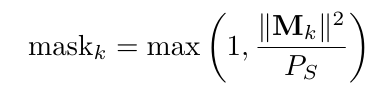 mask_k = max(1, ‖M_k‖² / P_S)